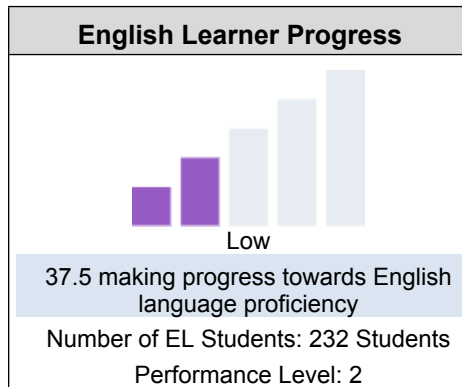 English Learner Progress
Low
37.5 making progress towards English
language proficiency
Number of EL Students: 232 Students
Performance Level: 2